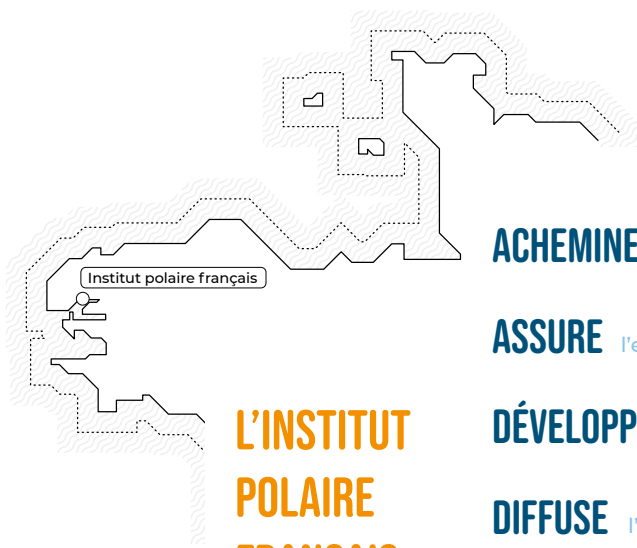 Institut polaire français
L'INSTITUT
POLAIRE
ACHEMINE
ASSURE l'e
DÉVELOPP
DIFFUSE l'